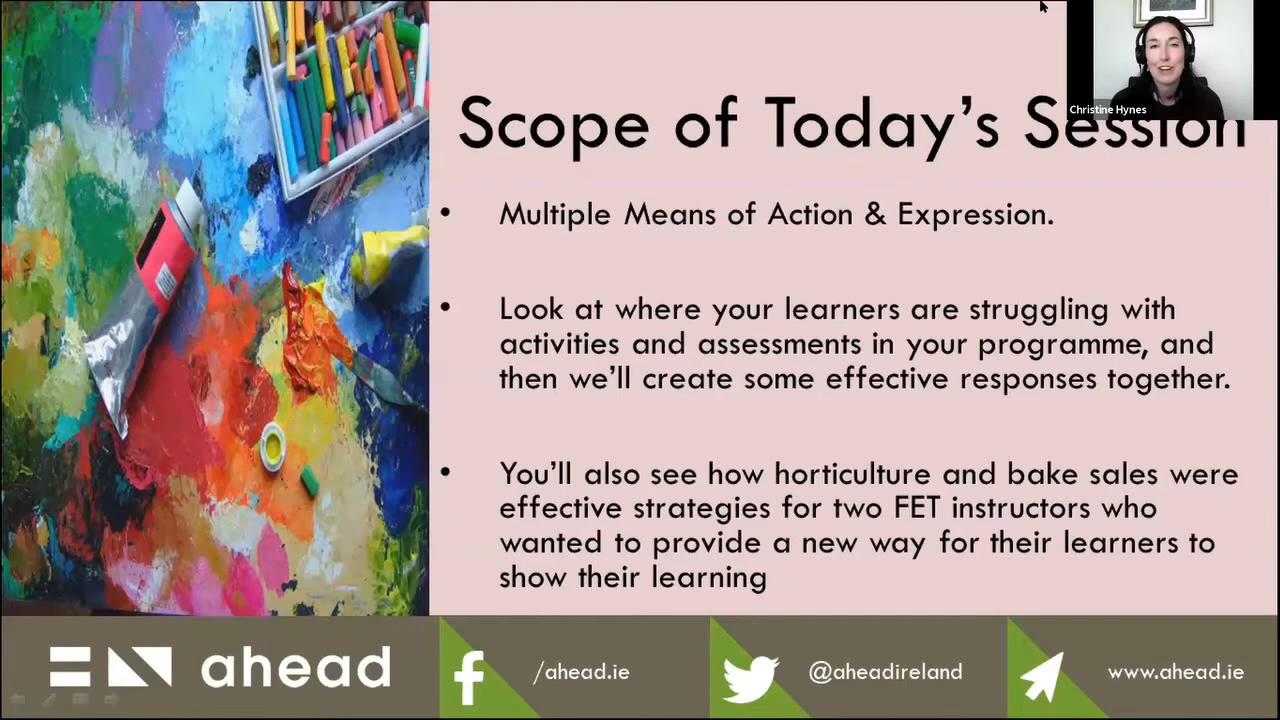 Christine Hynes
Scope of Today's Session
• Multiple Means of Action & Expression.
• Look at where your learners are struggling with
activities and assessments in your programme, and
then we'll create some effective responses together.
• You'll also see how horticulture and bake sales were
effective strategies for two FET instructors who
wanted to provide a new way for their learners to
show their learning
ahead
/ahead.ie
@aheadireland
www.ahead.ie